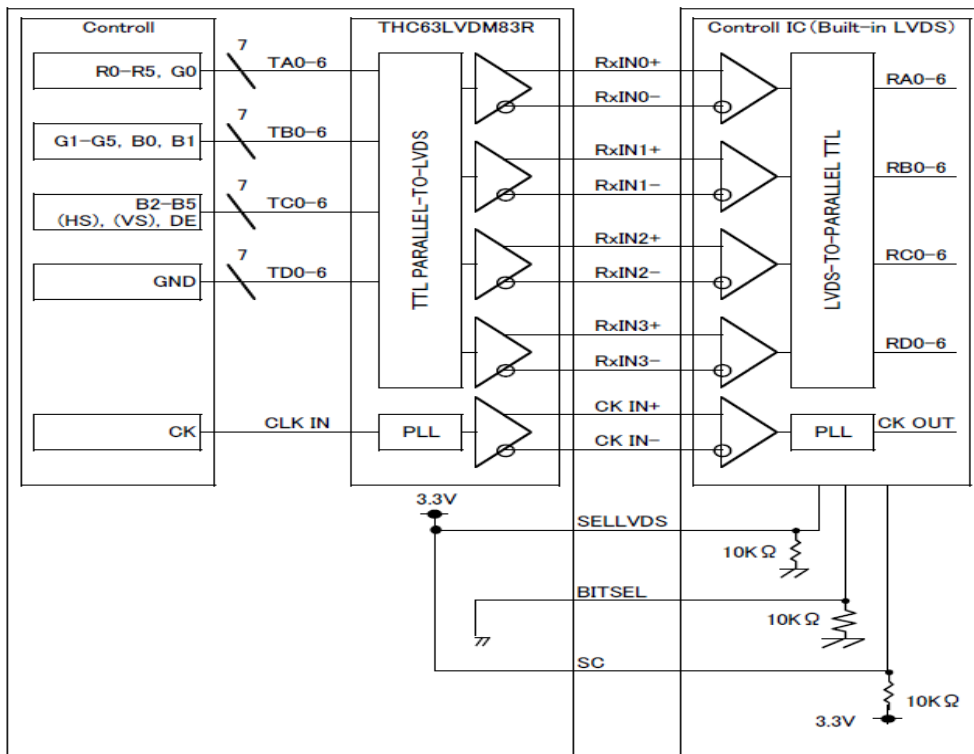 Controll
THC63LVDM83R
Controll IC(Built-in LVDS)
R0-R5, G0
7
TA0-6
RxIN0+
RxIN0-
RA0-6
G1-G5, B0, B1
7
TB0-6
RxIN1+
RxIN1-
RB0-6
B2-B5
(HS), (VS), DE
7
TC0-6
RxIN2+
RxIN2-
RC0-6
GND
7
TD0-6
RxIN3+
RxIN3-
RD0-6
TTL PARALLEL-TO-LVDS
LVDS-TO-PARALLEL TTL
CK
CLK IN
PLL
CK IN+
CK IN-
PLL
CK OUT
3.3V
SELLVDS
10KΩ
BITSEL
10KΩ
SC
10KΩ
3.3V